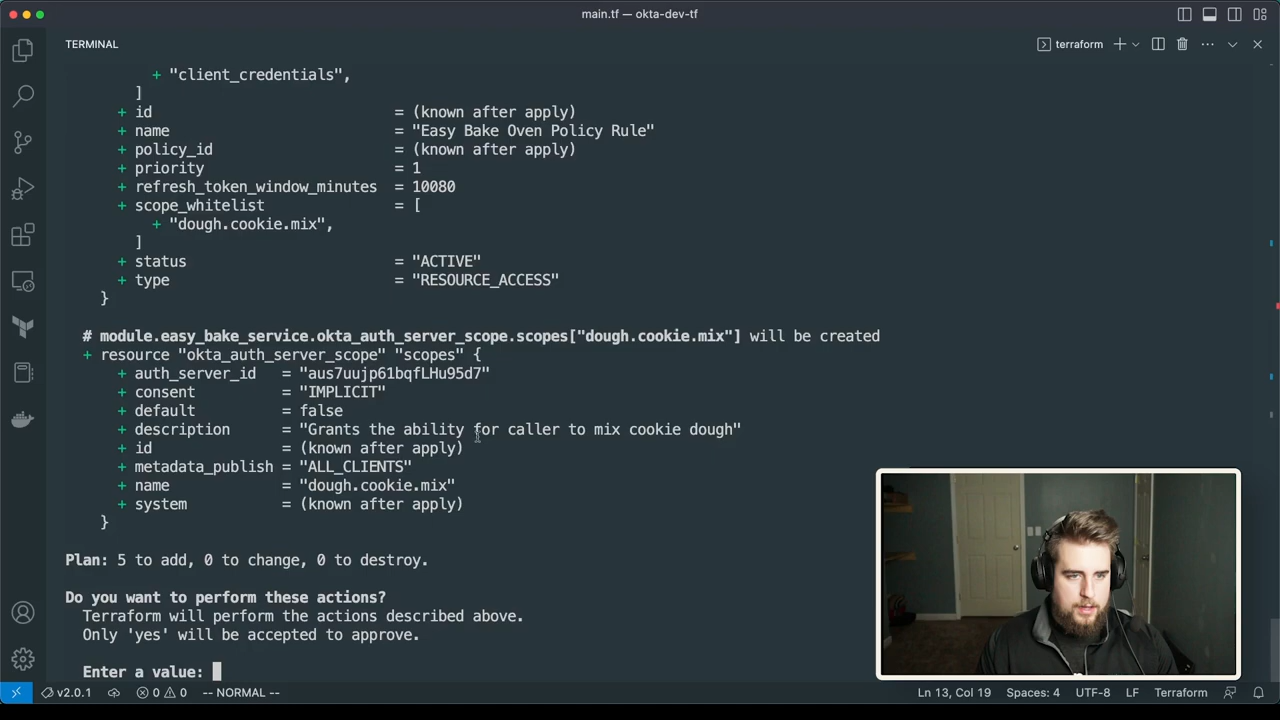 main.tf — okta-dev-tf
TERMINAL
terraform
+ "client_credentials",
]
+ id = (known after apply)
+ name = "Easy Bake Oven Policy Rule"
+ policy_id = (known after apply)
+ priority = 1
+ refresh_token_window_minutes = 10080
+ scope_whitelist = [
+ "dough.cookie.mix",
]
+ status = "ACTIVE"
+ type = "RESOURCE_ACCESS"
}
# module.easy_bake_service.okta_auth_server_scope.scopes["dough.cookie.mix"] will be created
+ resource "okta_auth_server_scope" "scopes" {
+ auth_server_id = "aus7uujp61bqfLHu95d7"
+ consent = "IMPLICIT"
+ default = false
+ description = "Grants the ability for caller to mix cookie dough"
+ id = (known after apply)
+ metadata_publish = "ALL_CLIENTS"
+ name = "dough.cookie.mix"
+ system = (known after apply)
}
Plan: 5 to add, 0 to change, 0 to destroy.
Do you want to perform these actions?
Terraform will perform the actions described above.
Only 'yes' will be accepted to approve.
Enter a value:
v2.0.1 0 0 -- NORMAL -- Ln 13, Col 19 Spaces: 4 UTF-8 LF Terraform